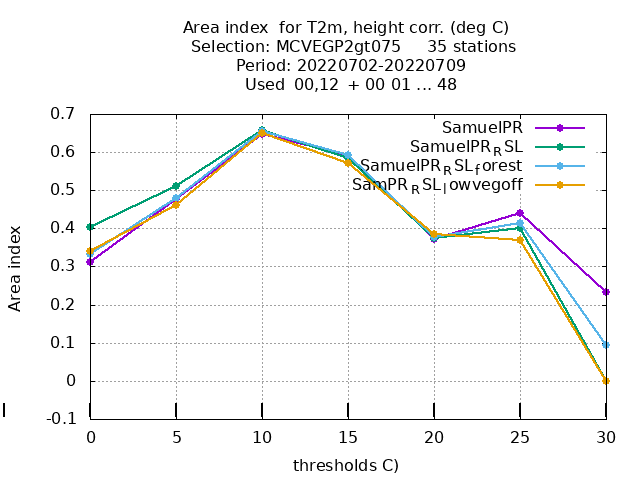 Area index  for T2m, height corr. (deg C)
Selection: MCVEGP2gt075     35 stations
Period: 20220702-20220709
Used  00,12  + 00 01 ... 48
0.7
0.6
0.5
0.4
0.3
0.2
0.1
0
-0.1
Area index
SamuelPR
SamuelPR_RSL
SamuelPR_RSL_forest
SamPR_RSL_lowvegoff
0 5 10 15 20 25 30
thresholds C)